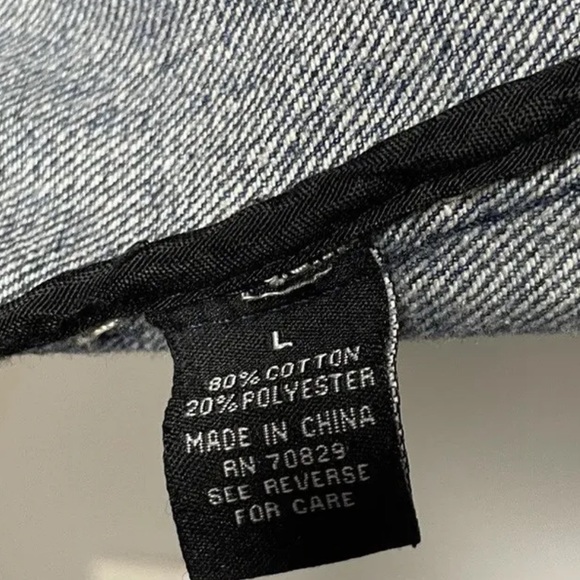 L
80% COTTON
20% POLYESTER
MADE IN CHINA
RN 70829
SEE REVERSE
FOR CARE